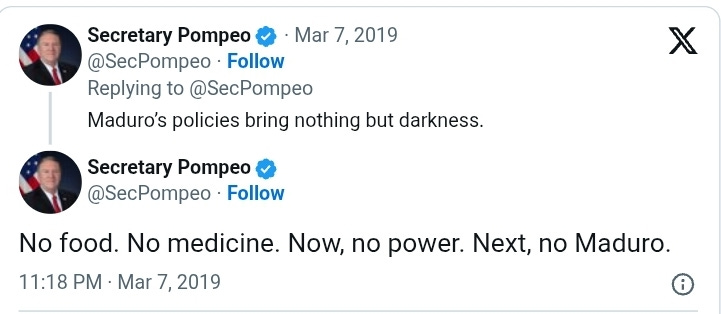 Secretary Pompeo · Mar 7, 2019
@SecPompeo · Follow
Replying to @SecPompeo
Maduro’s policies bring nothing but darkness.
Secretary Pompeo
@SecPompeo · Follow
No food. No medicine. Now, no power. Next, no Maduro.
11:18 PM · Mar 7, 2019